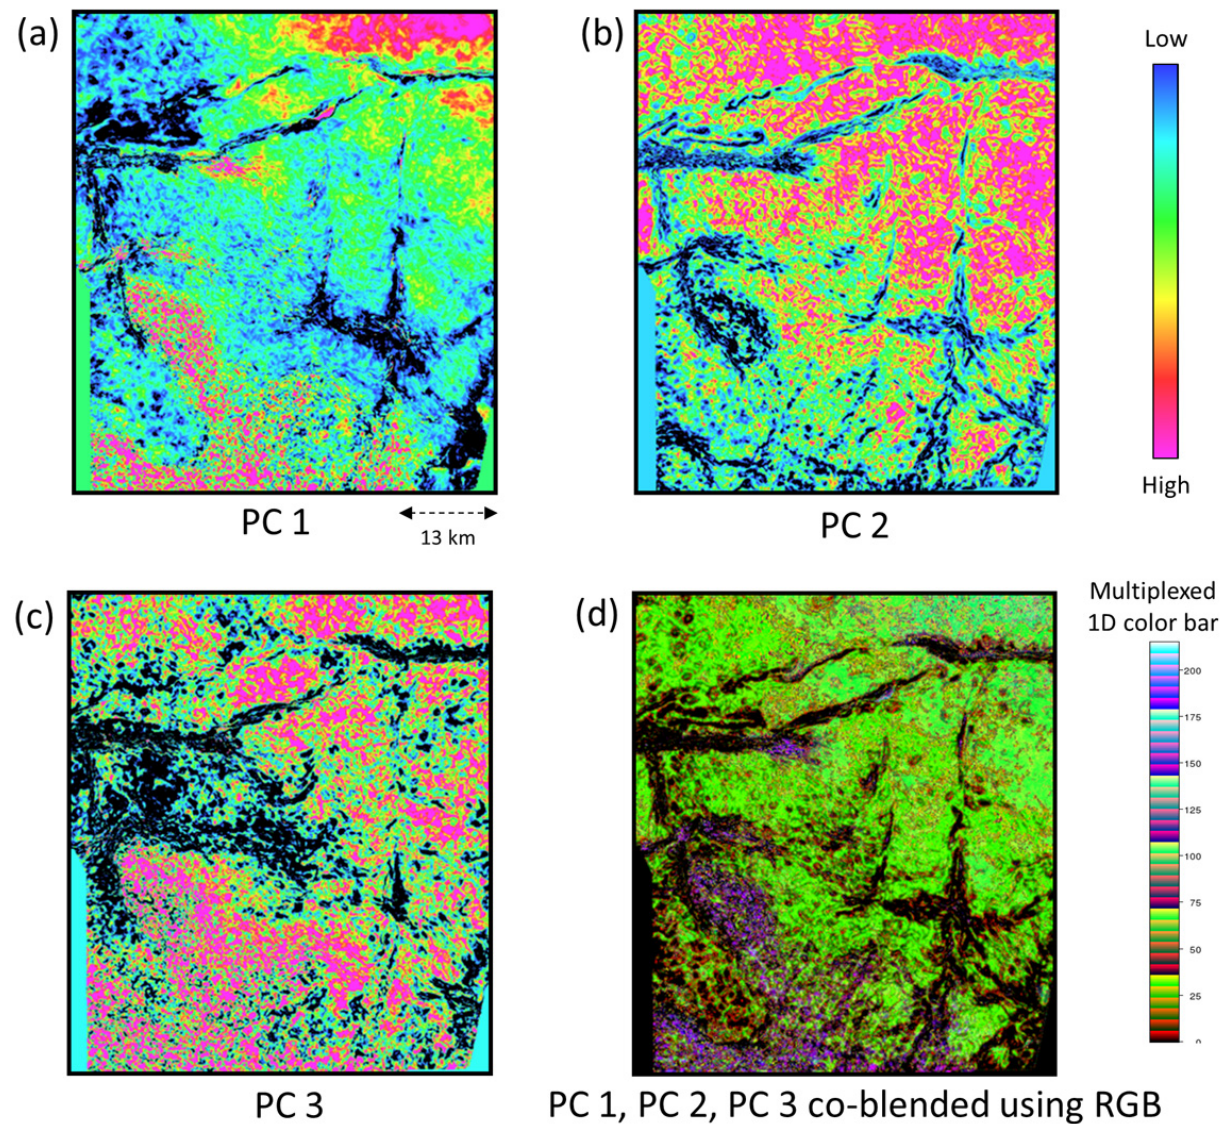 (a)
(b)
Low
High
PC 1
13 km
PC 2
(c)
(d)
Multiplexed
1D color bar
200
175
150
125
100
75
50
25
0
PC 3
PC 1, PC 2, PC 3 co-blended using RGB